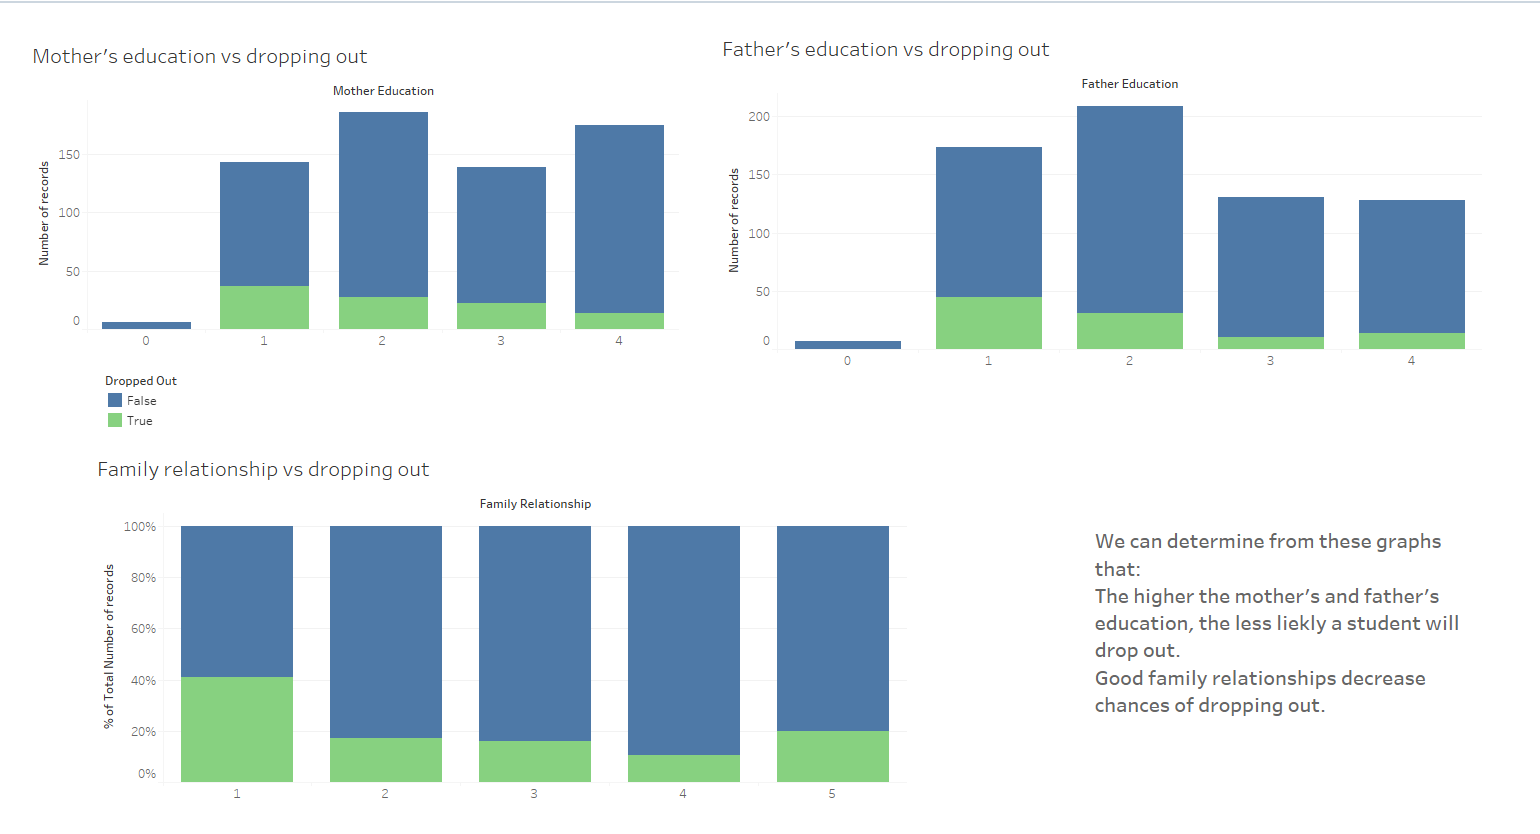 Mother's education vs dropping out
Mother Education
Number of records
150
100
50
0
0 1 2 3 4
Dropped Out
False
True
Father's education vs dropping out
Father Education
Number of records
200
150
100
50
0
0 1 2 3 4
Family relationship vs dropping out
Family Relationship
% of Total Number of records
100%
80%
60%
40%
20%
0%
1 2 3 4 5
We can determine from these graphs
that:
The higher the mother's and father's
education, the less liekly a student will
drop out.
Good family relationships decrease
chances of dropping out.